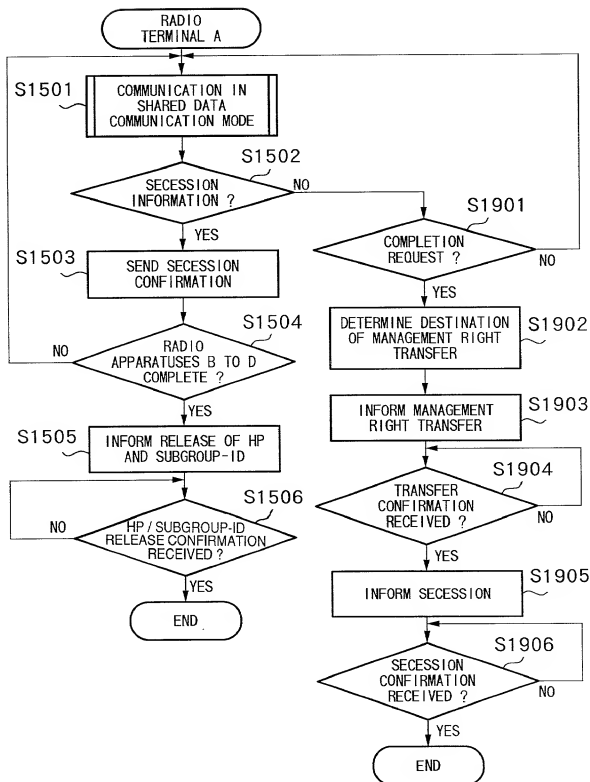 RADIO
TERMINAL A
S1501
COMMUNICATION IN
SHARED DATA
COMMUNICATION MODE
S1502
SECESSION
INFORMATION ?
NO
YES
S1901
COMPLETION
REQUEST ?
NO
YES
S1503
SEND SECESSION
CONFIRMATION
S1504
RADIO
APPARATUSES B TO D
COMPLETE ?
NO
YES
S1902
DETERMINE DESTINATION
OF MANAGEMENT RIGHT
TRANSFER
S1903
INFORM MANAGEMENT
RIGHT TRANSFER
S1505
INFORM RELEASE OF HP
AND SUBGROUP-ID
S1904
TRANSFER
CONFIRMATION
RECEIVED ?
NO
YES
S1506
HP / SUBGROUP-ID
RELEASE CONFIRMATION
RECEIVED ?
NO
YES
END
S1905
INFORM SECESSION
S1906
SECESSION
CONFIRMATION
RECEIVED ?
NO
YES
END